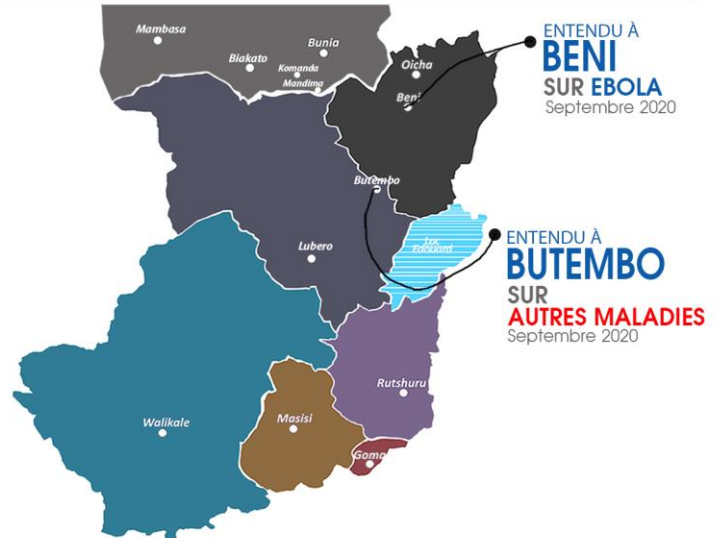 Mambasa
Biakato
Bunia
Komanda
Mandima
Oicha
Beni
ENTENDU À
BENI
SUR EBOLA
Septembre 2020
Butembo
Lubero
Lac
Edouard
ENTENDU À
BUTEMBO
SUR
AUTRES MALADIES
Septembre 2020
Rutshuru
Walikale
Masisi
Goma